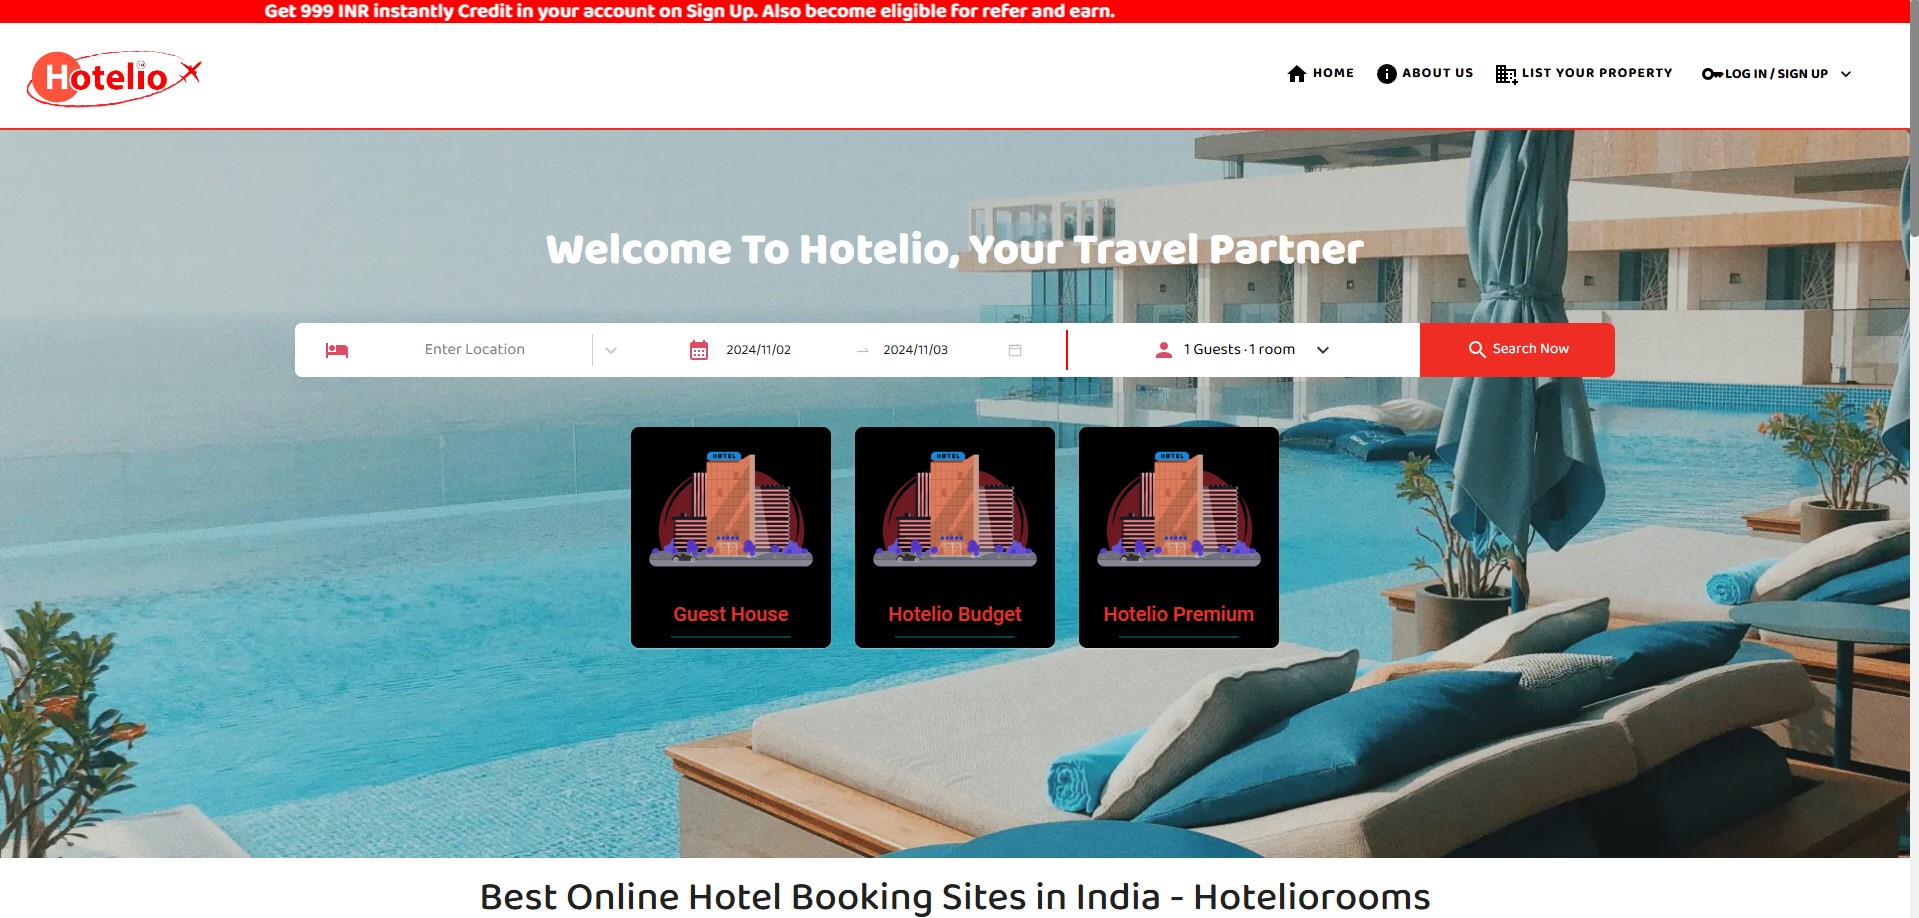 Get 999 INR instantly Credit in your account on Sign Up. Also become eligible for refer and earn.
Hotelio
HOME
ABOUT US
LIST YOUR PROPERTY
LOG IN / SIGN UP
Welcome To Hotelio, Your Travel Partner
Enter Location
2024/11/02
2024/11/03
1 Guests · 1 room
Search Now
HOTEL
HOTEL
HOTEL
Guest House
Hotelio Budget
Hotelio Premium
Best Online Hotel Booking Sites in India - Hoteliorooms